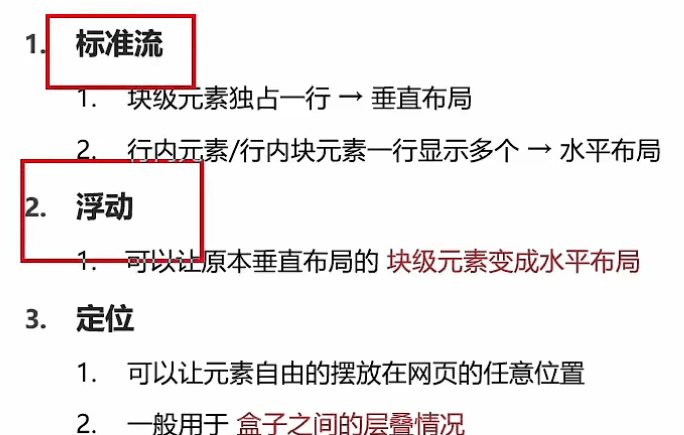 1. 标准流
1. 块级元素独占一行 → 垂直布局
2. 行内元素/行内块元素一行显示多个 → 水平布局
2. 浮动
1. 可以让原本垂直布局的 块级元素变成水平布局
3. 定位
1. 可以让元素自由的摆放在网页的任意位置
2. 一般用于 盒子之间的层叠情况